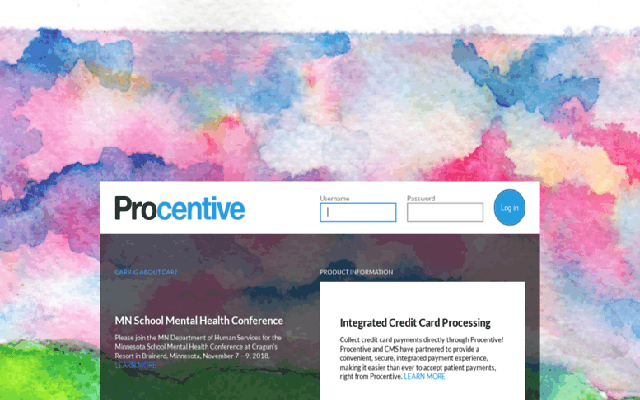 Procentive
Username
Password
Log in
CARING ABOUT CARE
MN School Mental Health Conference
Please join the MN Department of Human Services for the
Minnesota School Mental Health Conference at Cragun's
Resort in Brainerd, Minnesota, November 7 - 9, 2018.
LEARN MORE
PRODUCT INFORMATION
Integrated Credit Card Processing
Collect credit card payments directly through Procentive!
Procentive and CMS have partnered to provide a
convenient, secure, integrated payment experience,
making it easier than ever to accept patient payments,
right from Procentive. LEARN MORE